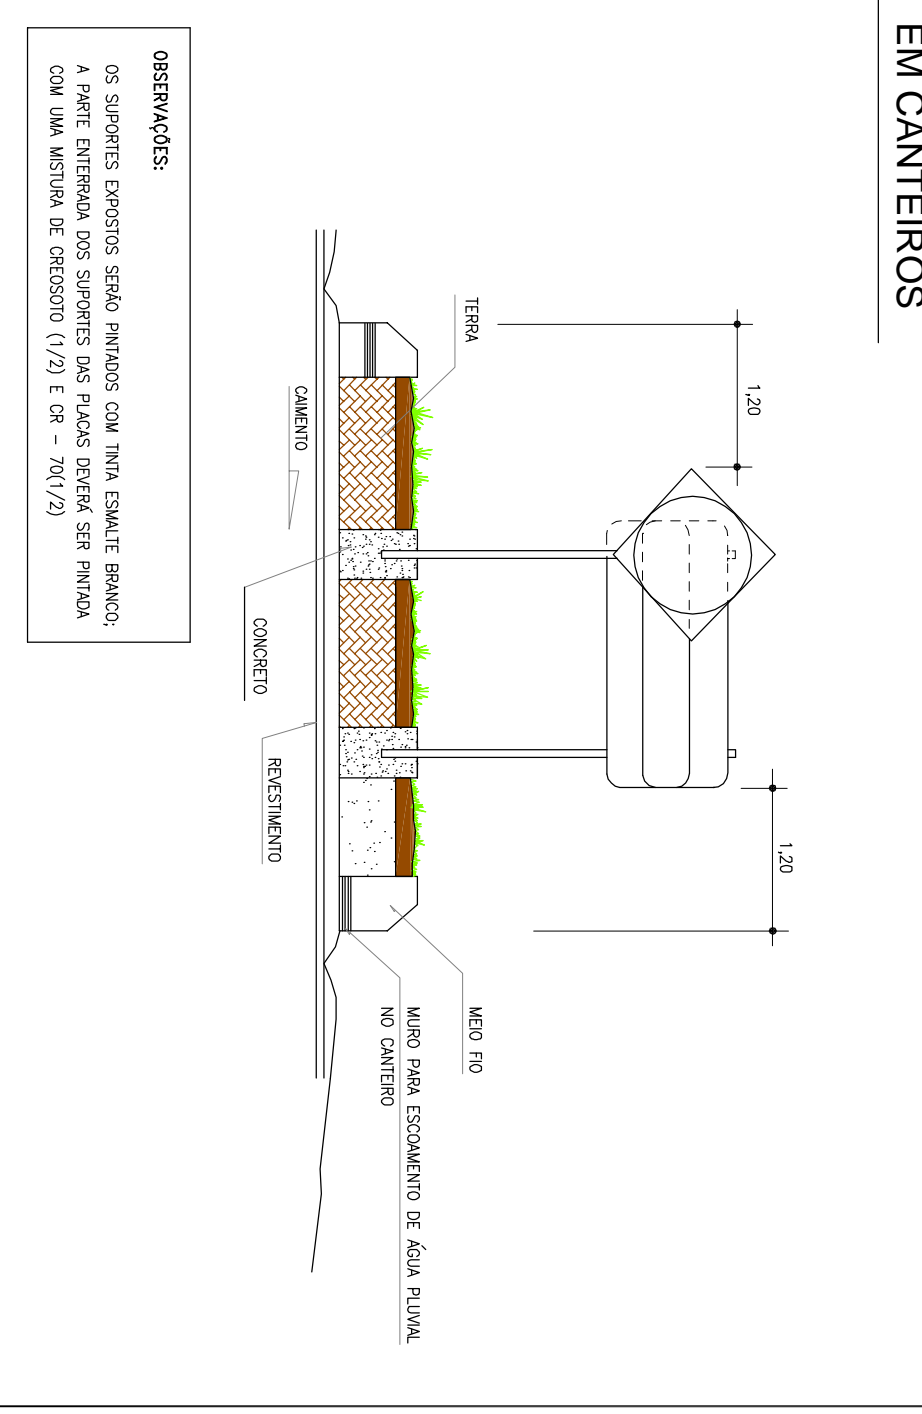 EM CANTEIROS
1,20
1,20
TERRA
CAIMENTO
CONCRETO
REVESTIMENTO
MEIO FIO
MURO PARA ESCOAMENTO DE ÁGUA PLUVIAL
NO CANTEIRO
OBSERVAÇÕES:
OS SUPORTES EXPOSTOS SERÃO PINTADOS COM TINTA ESMALTE BRANCO;
A PARTE ENTERRADA DOS SUPORTES DAS PLACAS DEVERÁ SER PINTADA
COM UMA MISTURA DE CREOSOTO (1/2) E CR - 70(1/2)